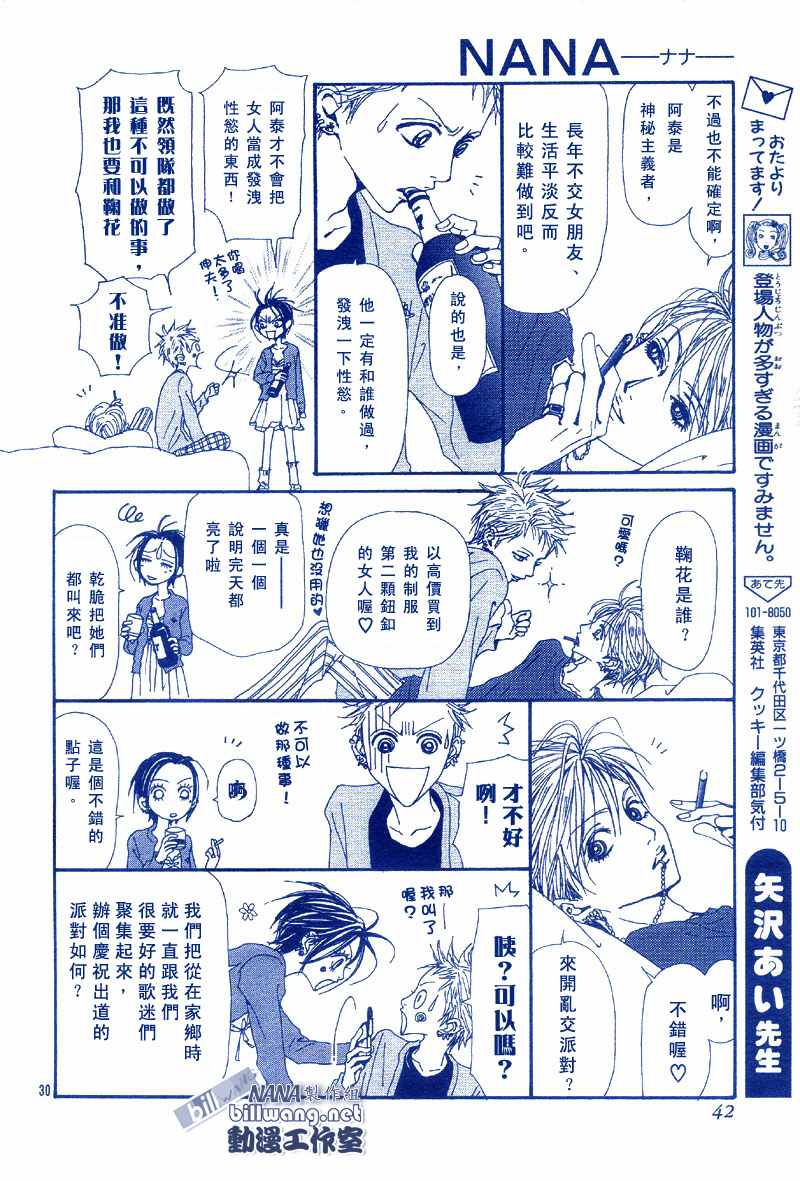 NANA——ナナ——
不過也不能確定啊,
阿泰是
神秘主義者,
長年不交女朋友、
生活平淡反而
比較難做到吧。
說的也是,
他一定有和誰做過,
發洩一下性慾。
阿泰才不會把
女人當成發洩
性慾的東西!
你喝
太多了
伸夫!
既然領隊都做了
這種不可以做的事,
那我也要和鞠花
不准做!
鞠花是誰?
可愛嗎?
以高價買到
我的制服
第二顆鈕釦
的女人喔♡
真是——
一個一個
說明完天都
亮了啦
乾脆把她們
都叫來吧?
啊,
不錯喔♡
來開亂交派對?
才不好
咧!
不可以
做那種事!
啊
這是個不錯的
點子喔。
咦?可以嗎?
那—
我叫了
喔?
我們把從在家鄉時
就一直跟我們
很要好的歌迷們
聚集起來,
辦個慶祝出道的
派對如何?
おたより
まってます!
登場人物が多すぎる漫画ですみません。
とうじょうじんぶつ
おお
まんが
あて先
101-8050
東京都千代田区一ツ橋2-5-10
集英社 クッキー編集部気付
矢沢あい先生
30
42
billwang
NANA製作組
billwang.net
動漫工作室